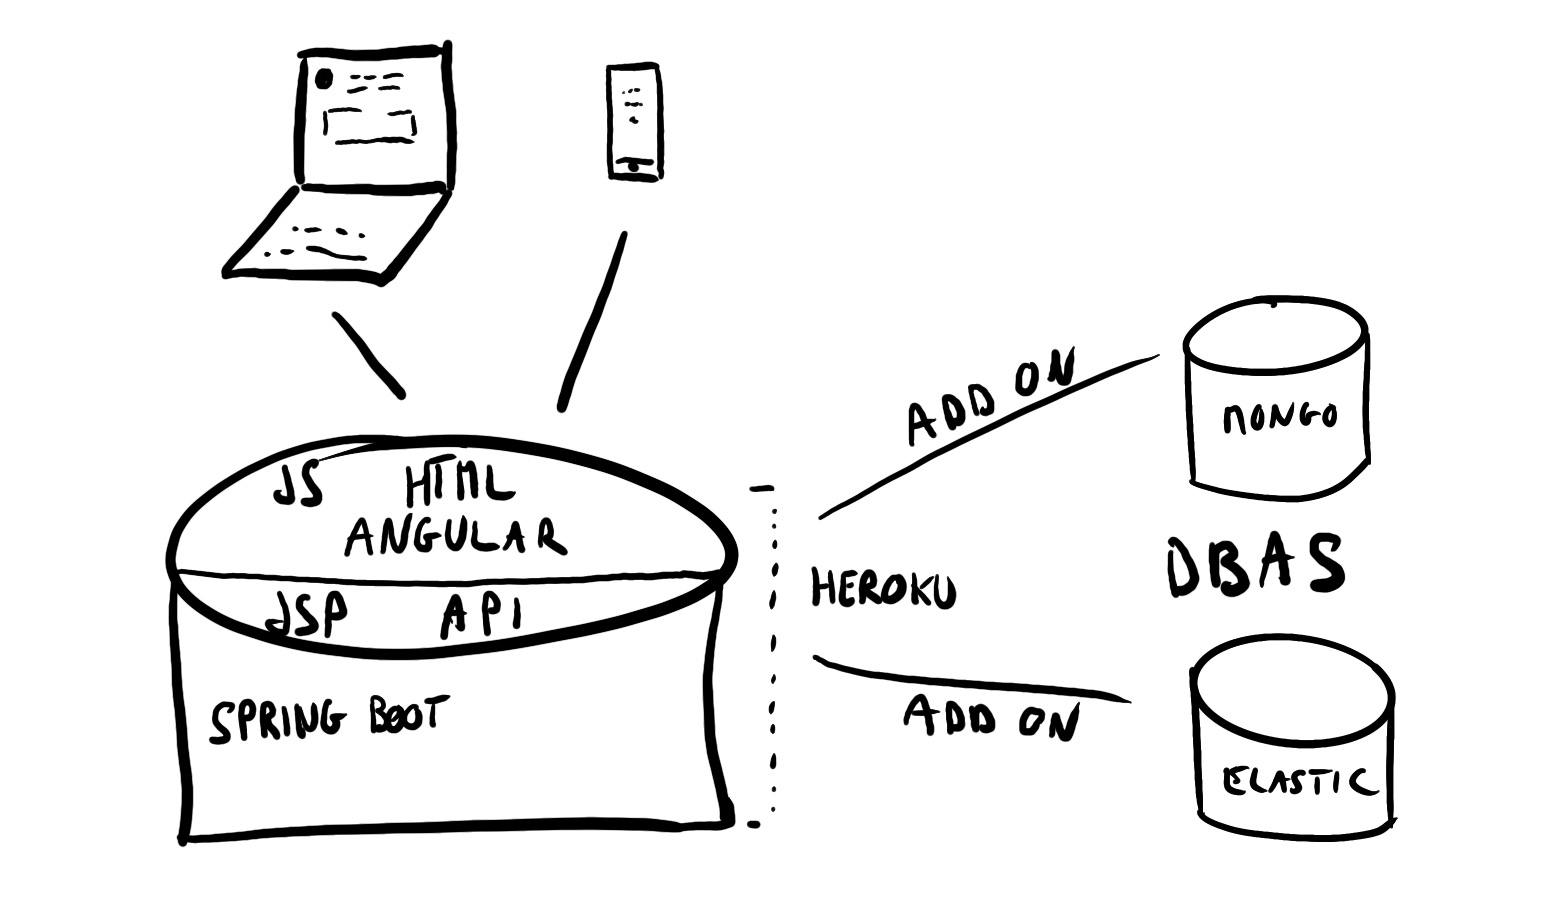 JS HTML
ANGULAR
JSP API
SPRING BOOT
HEROKU
ADD ON
ADD ON
MONGO
DBAS
ELASTIC